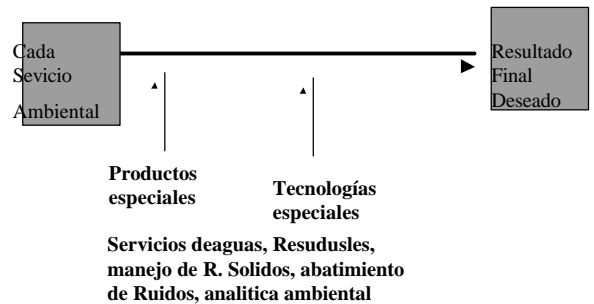 Cada
Sevicio
Ambiental
Resultado
Final
Deseado
Productos
especiales
Tecnologías
especiales
Servicios deaguas, Resudusles,
manejo de R. Solidos, abatimiento
de Ruidos, analitica ambiental